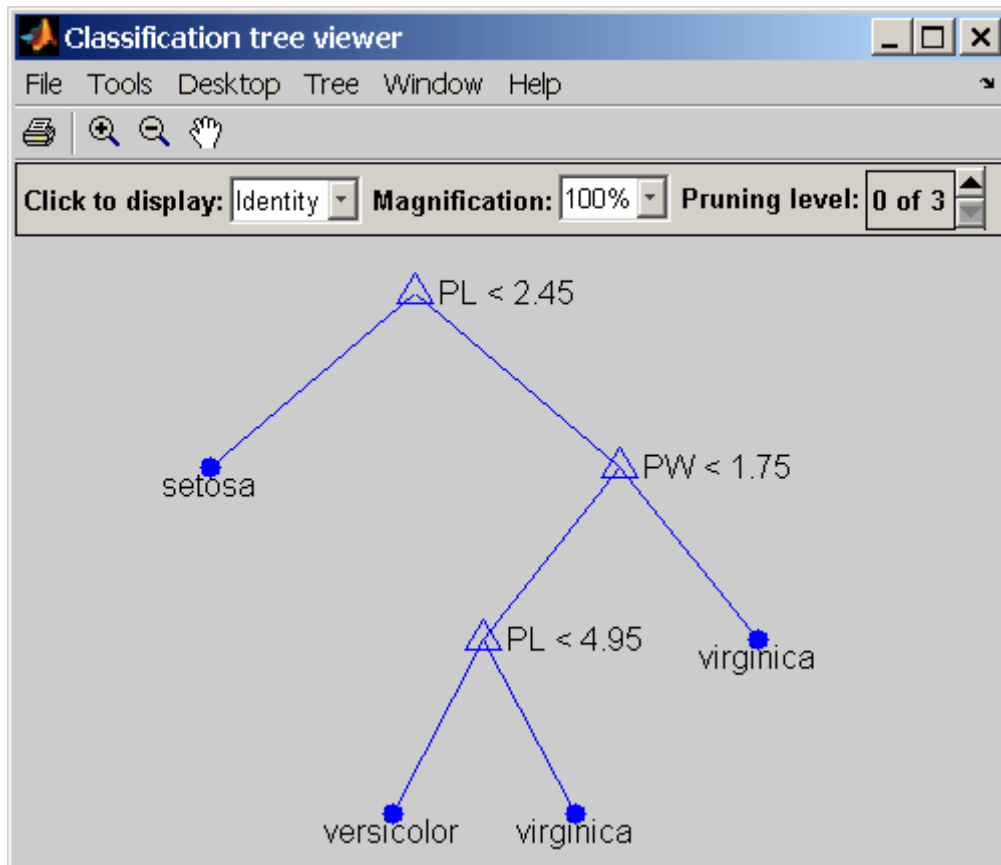 Classification tree viewer
File Tools Desktop Tree Window Help
Click to display: Identity Magnification: 100% Pruning level: 0 of 3
PL < 2.45
setosa
PW < 1.75
PL < 4.95
virginica
versicolor virginica